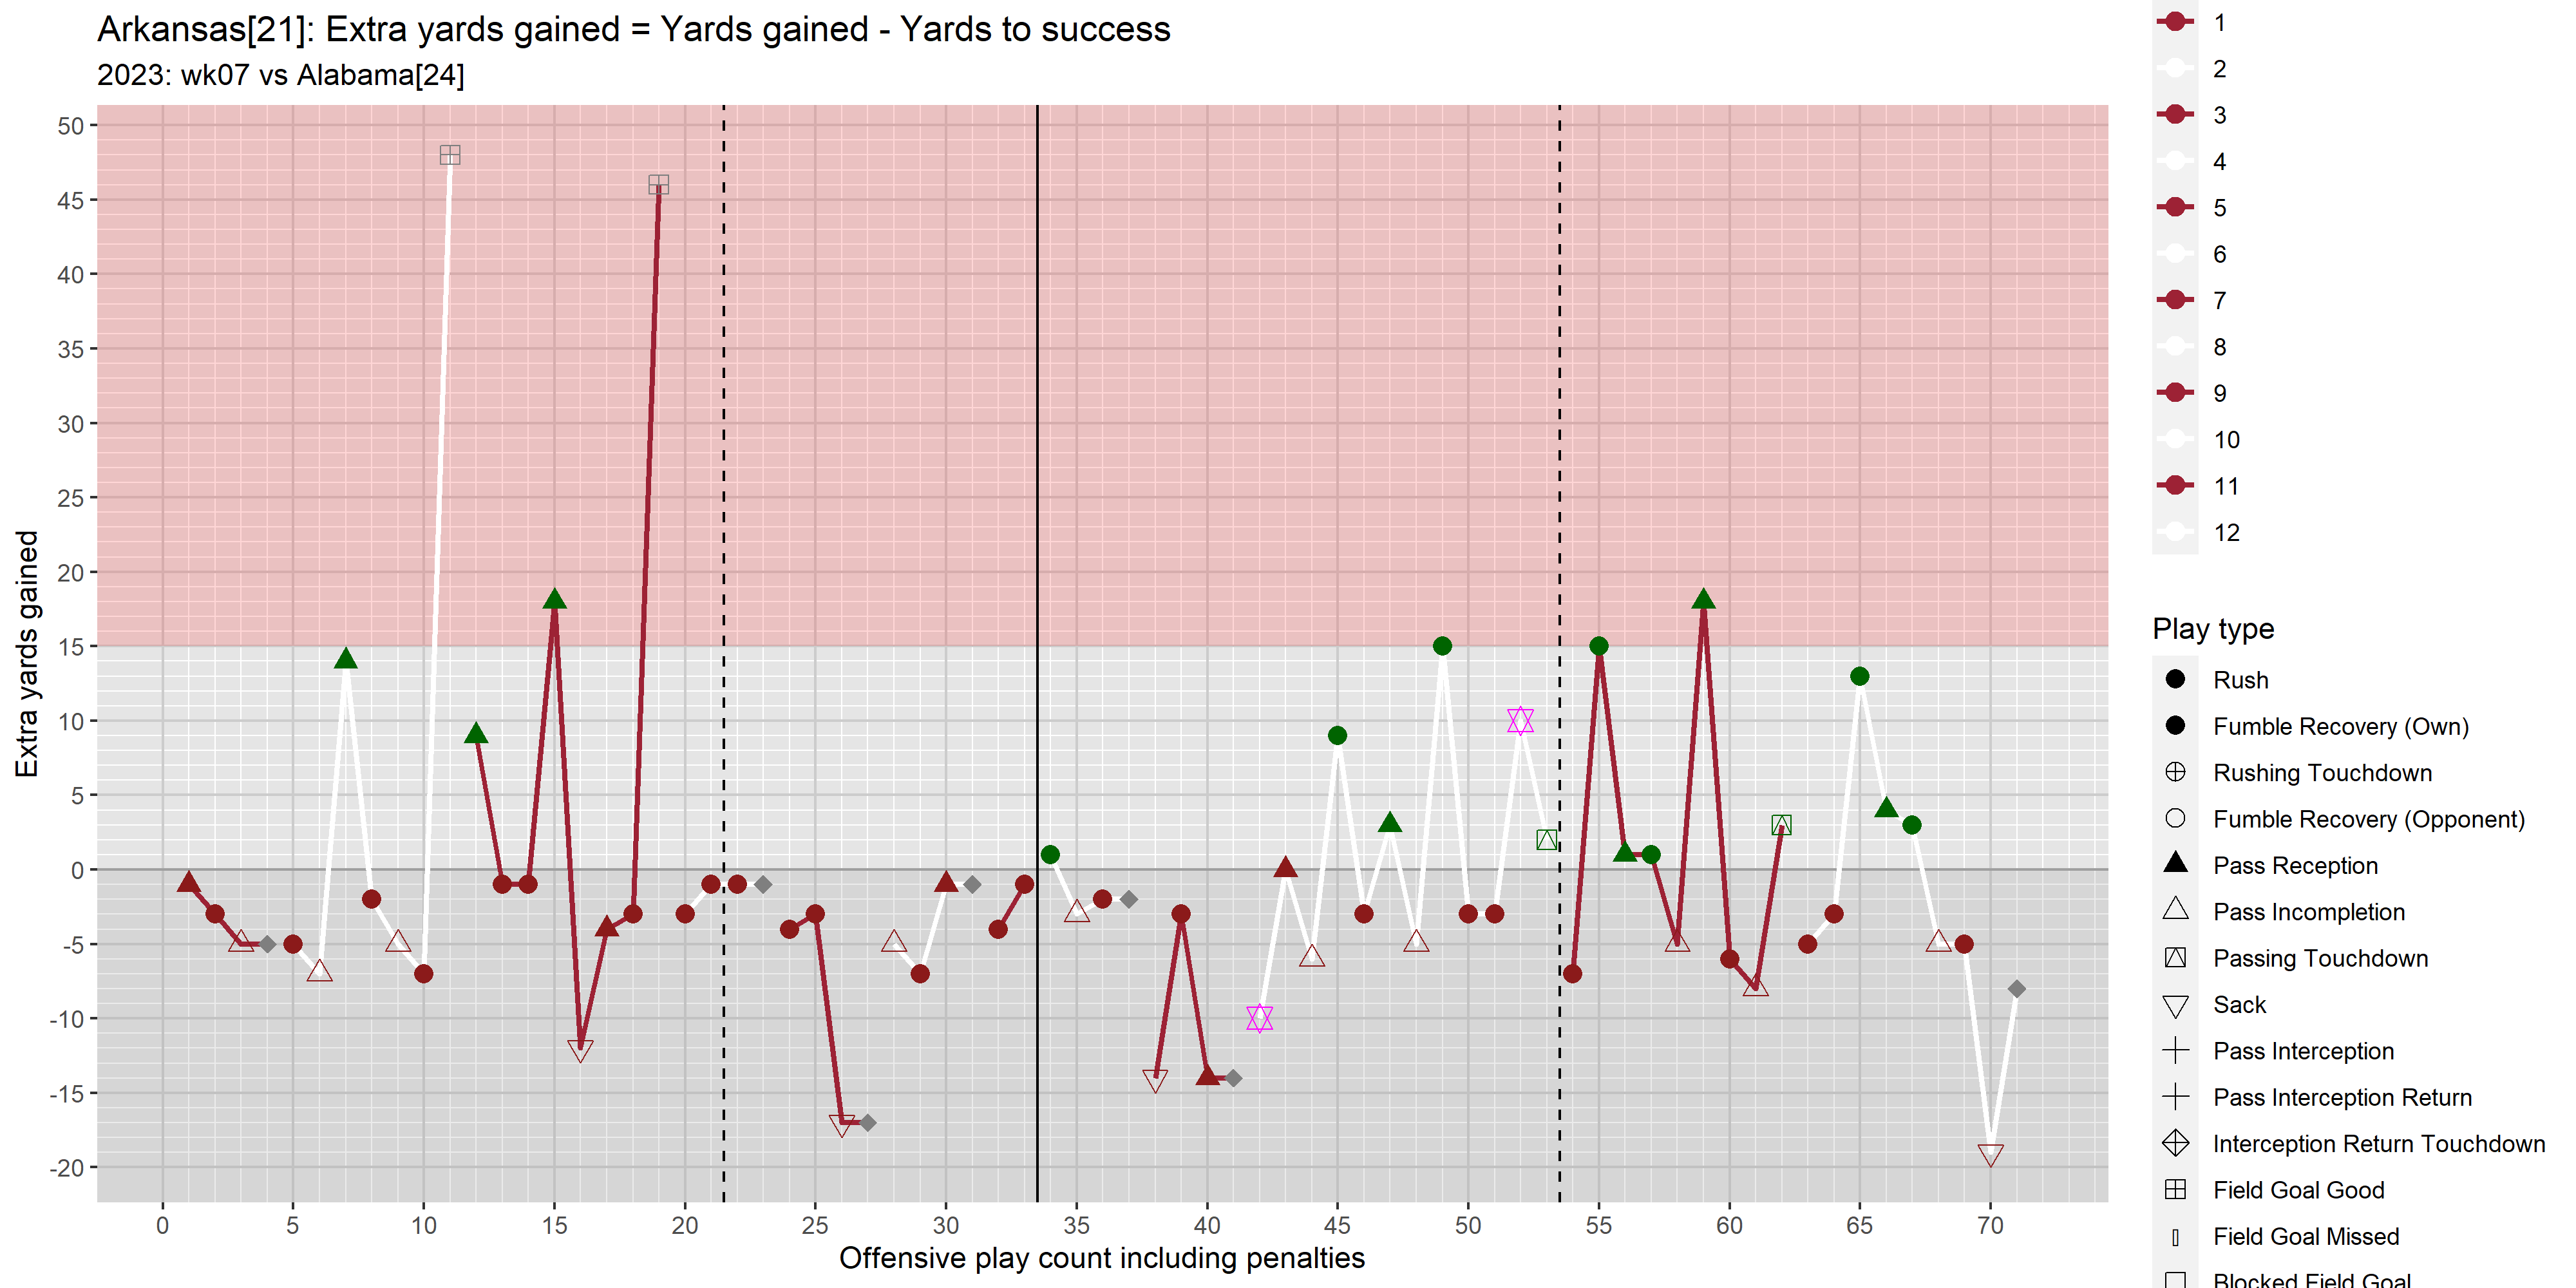 Arkansas[21]: Extra yards gained = Yards gained - Yards to success
2023: wk07 vs Alabama[24]
Extra yards gained
50
45
40
35
30
25
20
15
10
5
0
-5
-10
-15
-20
0 5 10 15 20 25 30 35 40 45 50 55 60 65 70
Offensive play count including penalties
1
2
3
4
5
6
7
8
9
10
11
12
Play type
Rush
Fumble Recovery (Own)
Rushing Touchdown
Fumble Recovery (Opponent)
Pass Reception
Pass Incompletion
Passing Touchdown
Sack
Pass Interception
Pass Interception Return
Interception Return Touchdown
Field Goal Good
Field Goal Missed
Blocked Field Goal